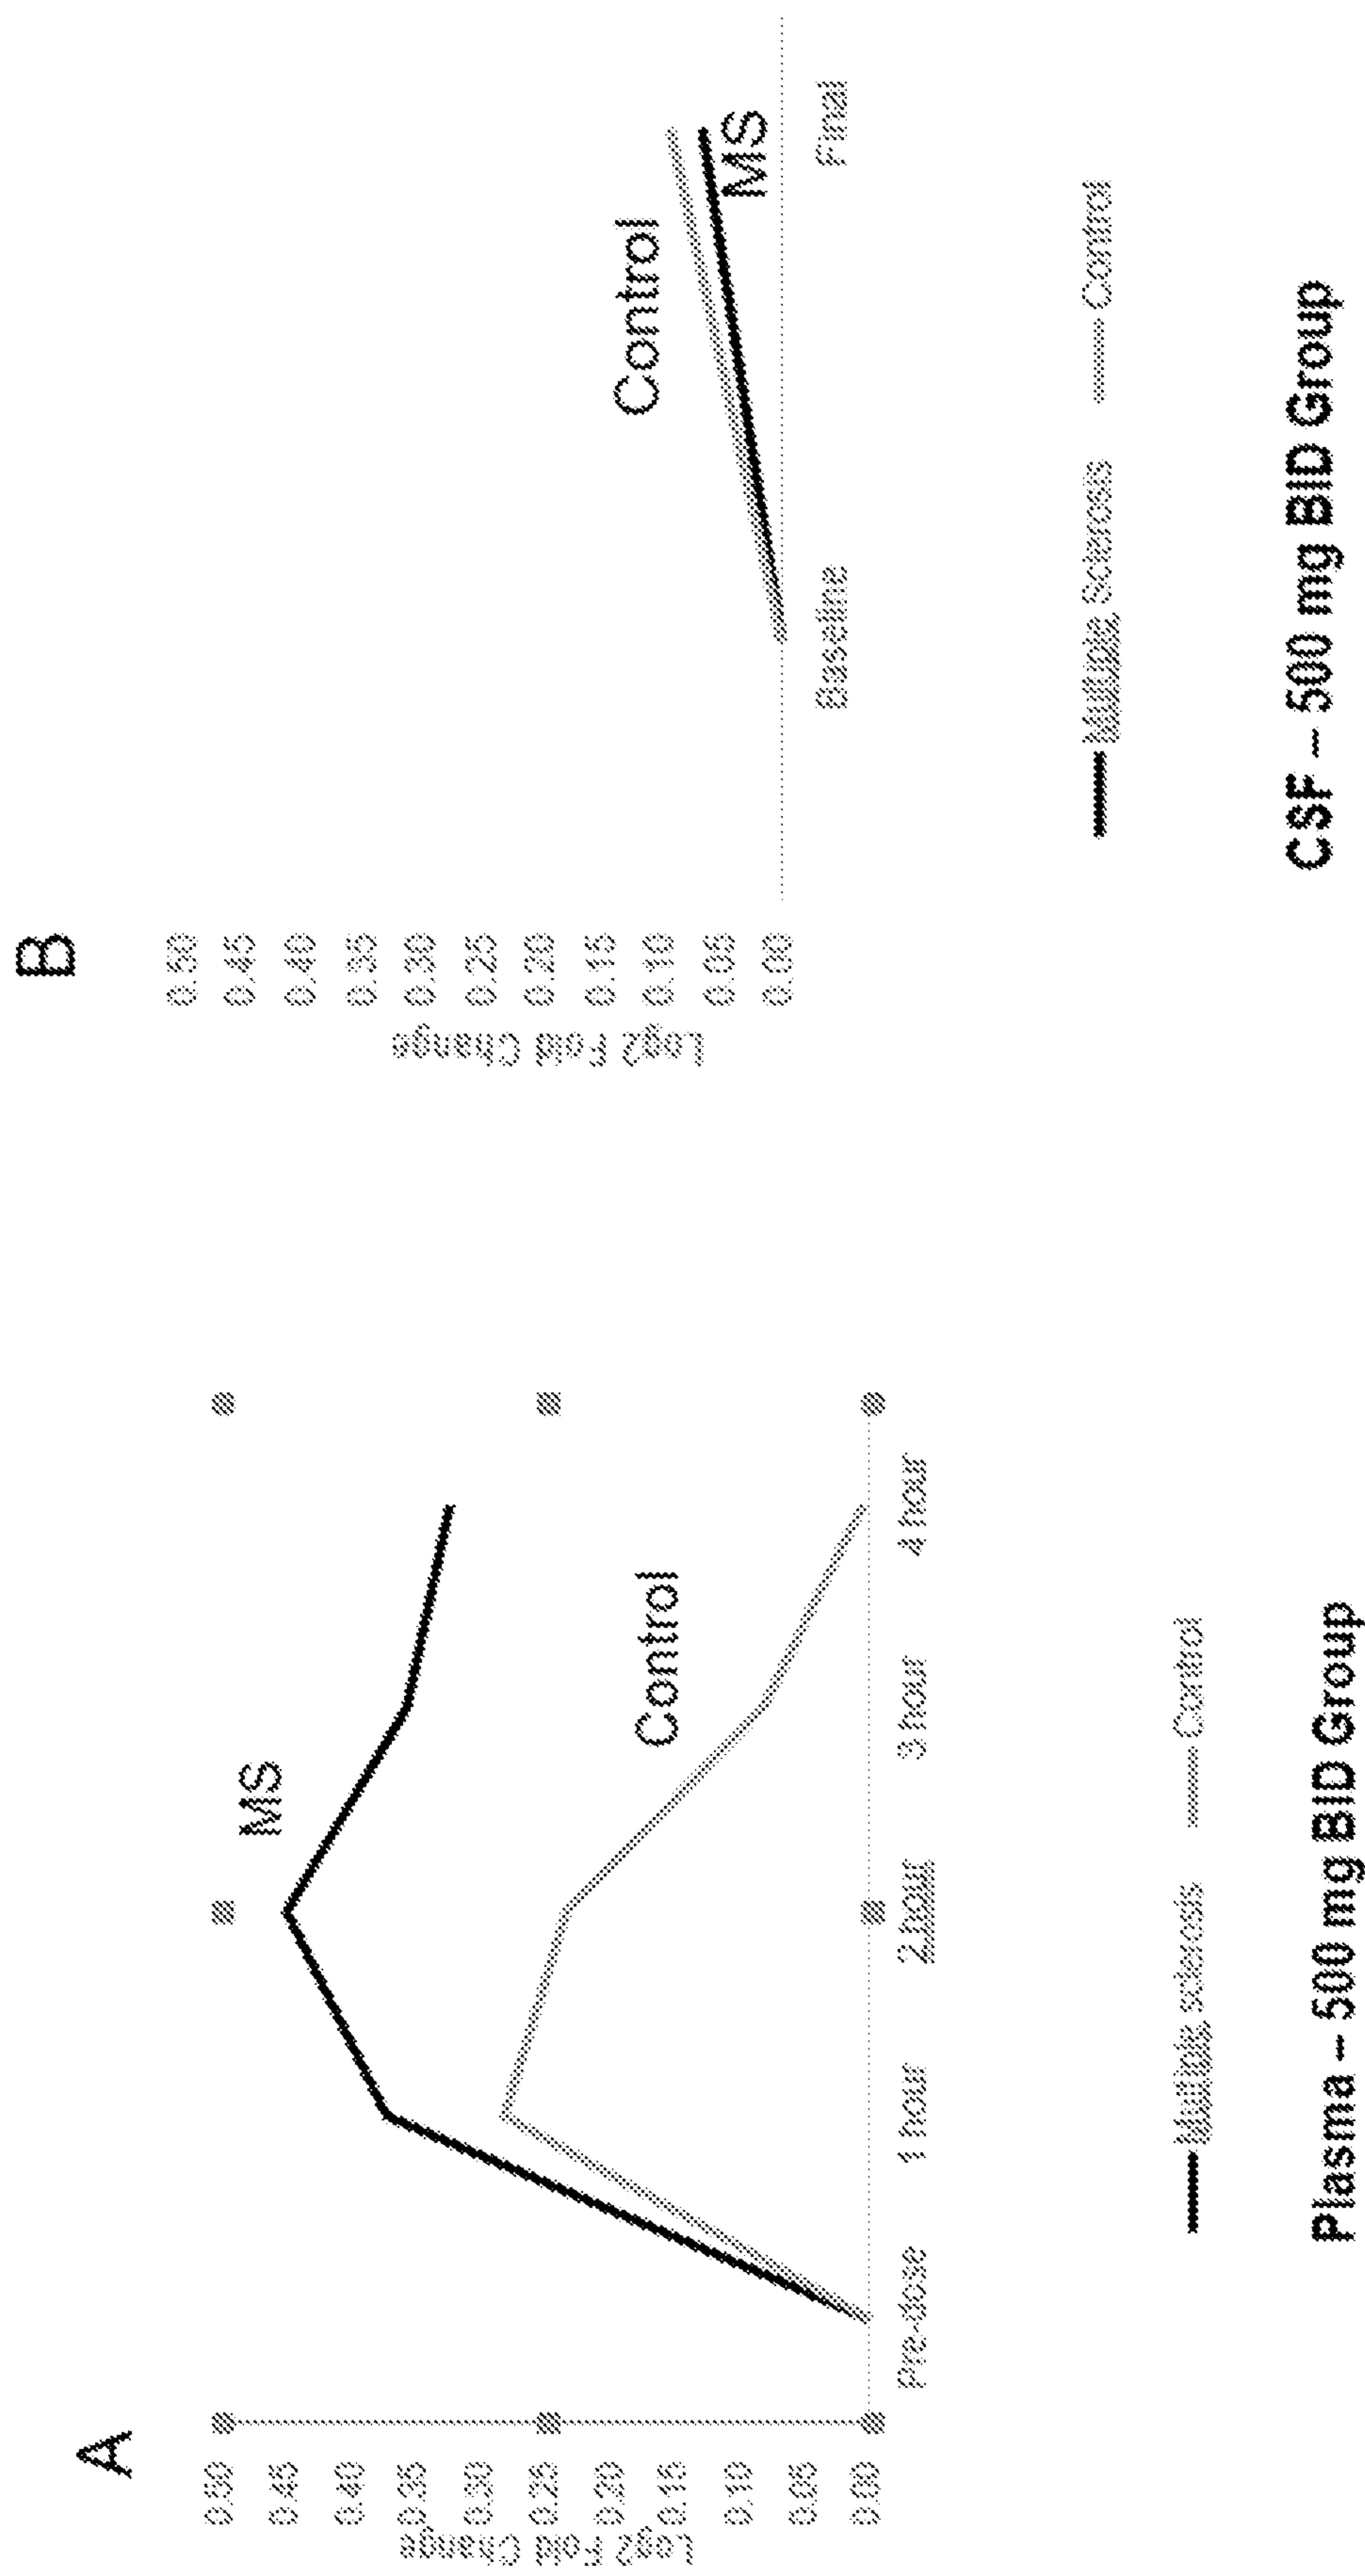 A
0.50
0.45
0.40
0.35
0.30
0.25
0.20
0.15
0.10
0.05
0.00
Log2 Fold Change
MS
Control
Pre-dose 1 hour 2 hour 3 hour 4 hour
Multiple sclerosis Control
Plasma – 500 mg BID Group
B
0.50
0.45
0.40
0.35
0.30
0.25
0.20
0.15
0.10
0.05
0.00
Log2 Fold Change
Control
MS
Baseline Final
Multiple Sclerosis Control
CSF – 500 mg BID Group